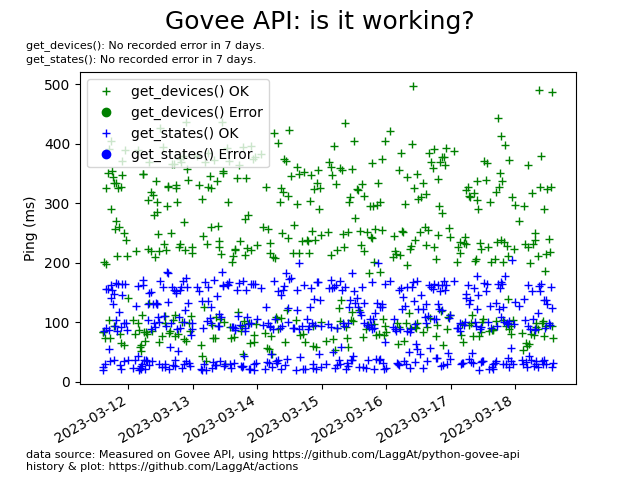 Govee API: is it working?
get_devices(): No recorded error in 7 days.
get_states(): No recorded error in 7 days.
get_devices() OK
get_devices() Error
get_states() OK
get_states() Error
Ping (ms)
500
400
300
200
100
0
2023-03-12
2023-03-13
2023-03-14
2023-03-15
2023-03-16
2023-03-17
2023-03-18
data source: Measured on Govee API, using https://github.com/LaggAt/python-govee-api
history & plot: https://github.com/LaggAt/actions